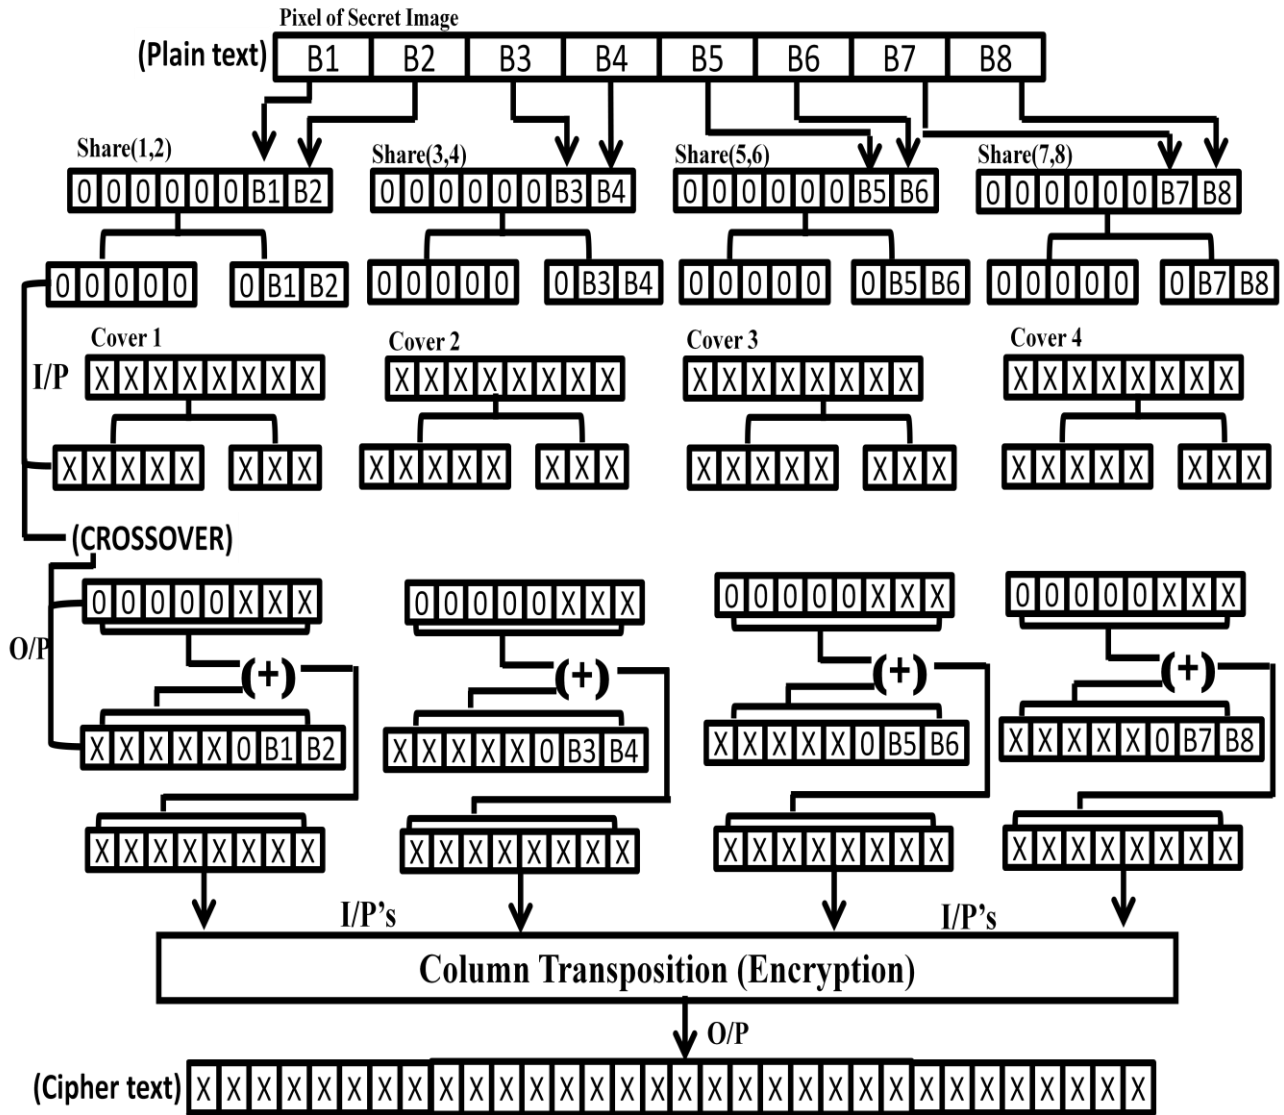 Pixel of Secret Image
(Plain text) B1 B2 B3 B4 B5 B6 B7 B8
Share(1,2) Share(3,4) Share(5,6) Share(7,8)
0 0 0 0 0 0 B1 B2 0 0 0 0 0 0 B3 B4 0 0 0 0 0 0 B5 B6 0 0 0 0 0 0 B7 B8
0 0 0 0 0 0 B1 B2 0 0 0 0 0 0 B3 B4 0 0 0 0 0 0 B5 B6 0 0 0 0 0 0 B7 B8
Cover 1 Cover 2 Cover 3 Cover 4
I/P X X X X X X X X X X X X X X X X X X X X X X X X X X X X X X X X
X X X X X X X X X X X X X X X X X X X X X X X X X X X X X X X X
(CROSSOVER)
0 0 0 0 0 X X X 0 0 0 0 0 X X X 0 0 0 0 0 X X X 0 0 0 0 0 X X X
O/P (+) (+) (+) (+)
X X X X X 0 B1 B2 X X X X X 0 B3 B4 X X X X X 0 B5 B6 X X X X X 0 B7 B8
X X X X X X X X X X X X X X X X X X X X X X X X X X X X X X X X
I/P's I/P's
Column Transposition (Encryption)
O/P
(Cipher text) X X X X X X X X X X X X X X X X X X X X X X X X X X X X X X X X